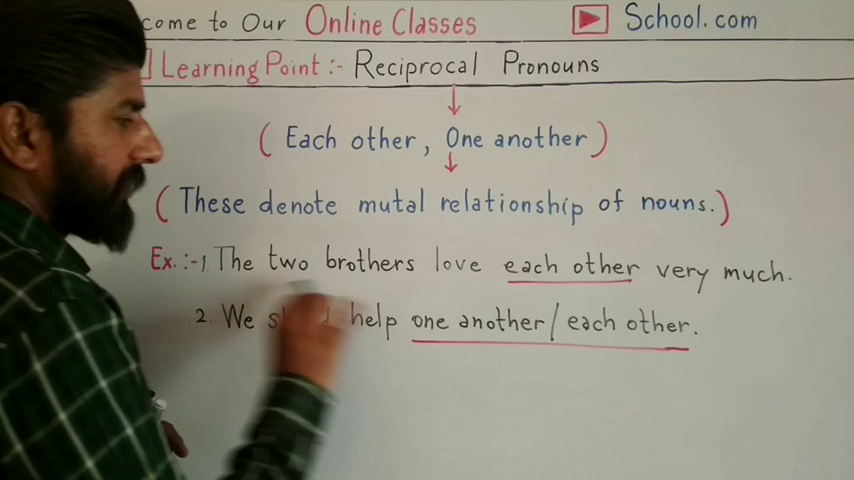 come to Our Online Classes School.com
Learning Point :- Reciprocal Pronouns
(Each other, One another)
(These denote mutal relationship of nouns.)
Ex. :-1. The two brothers love each other very much.
2. We help one another/each other.